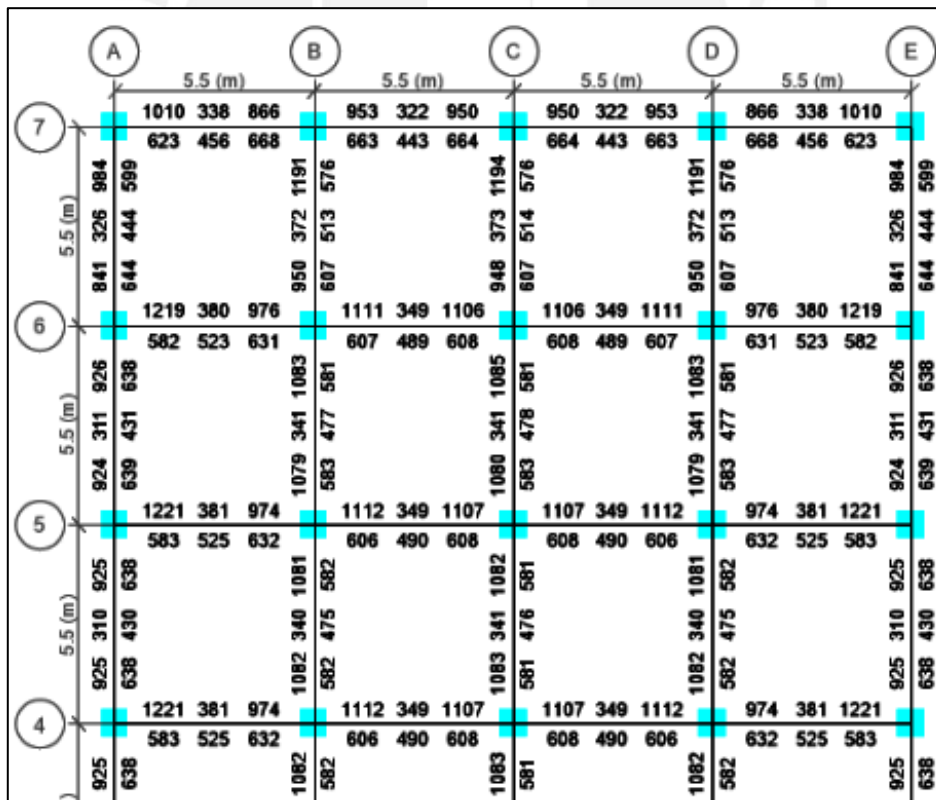 A B C D E
5.5 (m) 5.5 (m) 5.5 (m) 5.5 (m)
1010 338 866 953 322 950 950 322 953 866 338 1010
7
623 456 668 663 443 664 664 443 663 668 456 623
984 599 1191 576 1194 576 1191 576 984 599
5.5 (m) 326 444 372 513 373 514 372 513 326 444
841 644 950 607 948 607 950 607 841 644
1219 380 976 1111 349 1106 1106 349 1111 976 380 1219
6
582 523 631 607 489 608 608 489 607 631 523 582
926 638 1083 581 1085 581 1083 581 926 638
5.5 (m) 311 431 341 477 341 478 341 477 311 431
924 639 1079 583 1080 583 1079 583 924 639
1221 381 974 1112 349 1107 1107 349 1112 974 381 1221
5
583 525 632 606 490 608 608 490 606 632 525 583
925 638 1081 582 1082 581 1081 582 925 638
5.5 (m) 310 430 340 475 341 476 340 475 310 430
925 638 1082 582 1083 581 1082 582 925 638
1221 381 974 1112 349 1107 1107 349 1112 974 381 1221
4
583 525 632 606 490 608 608 490 606 632 525 583
925 638 1082 582 1083 581 1082 582 925 638